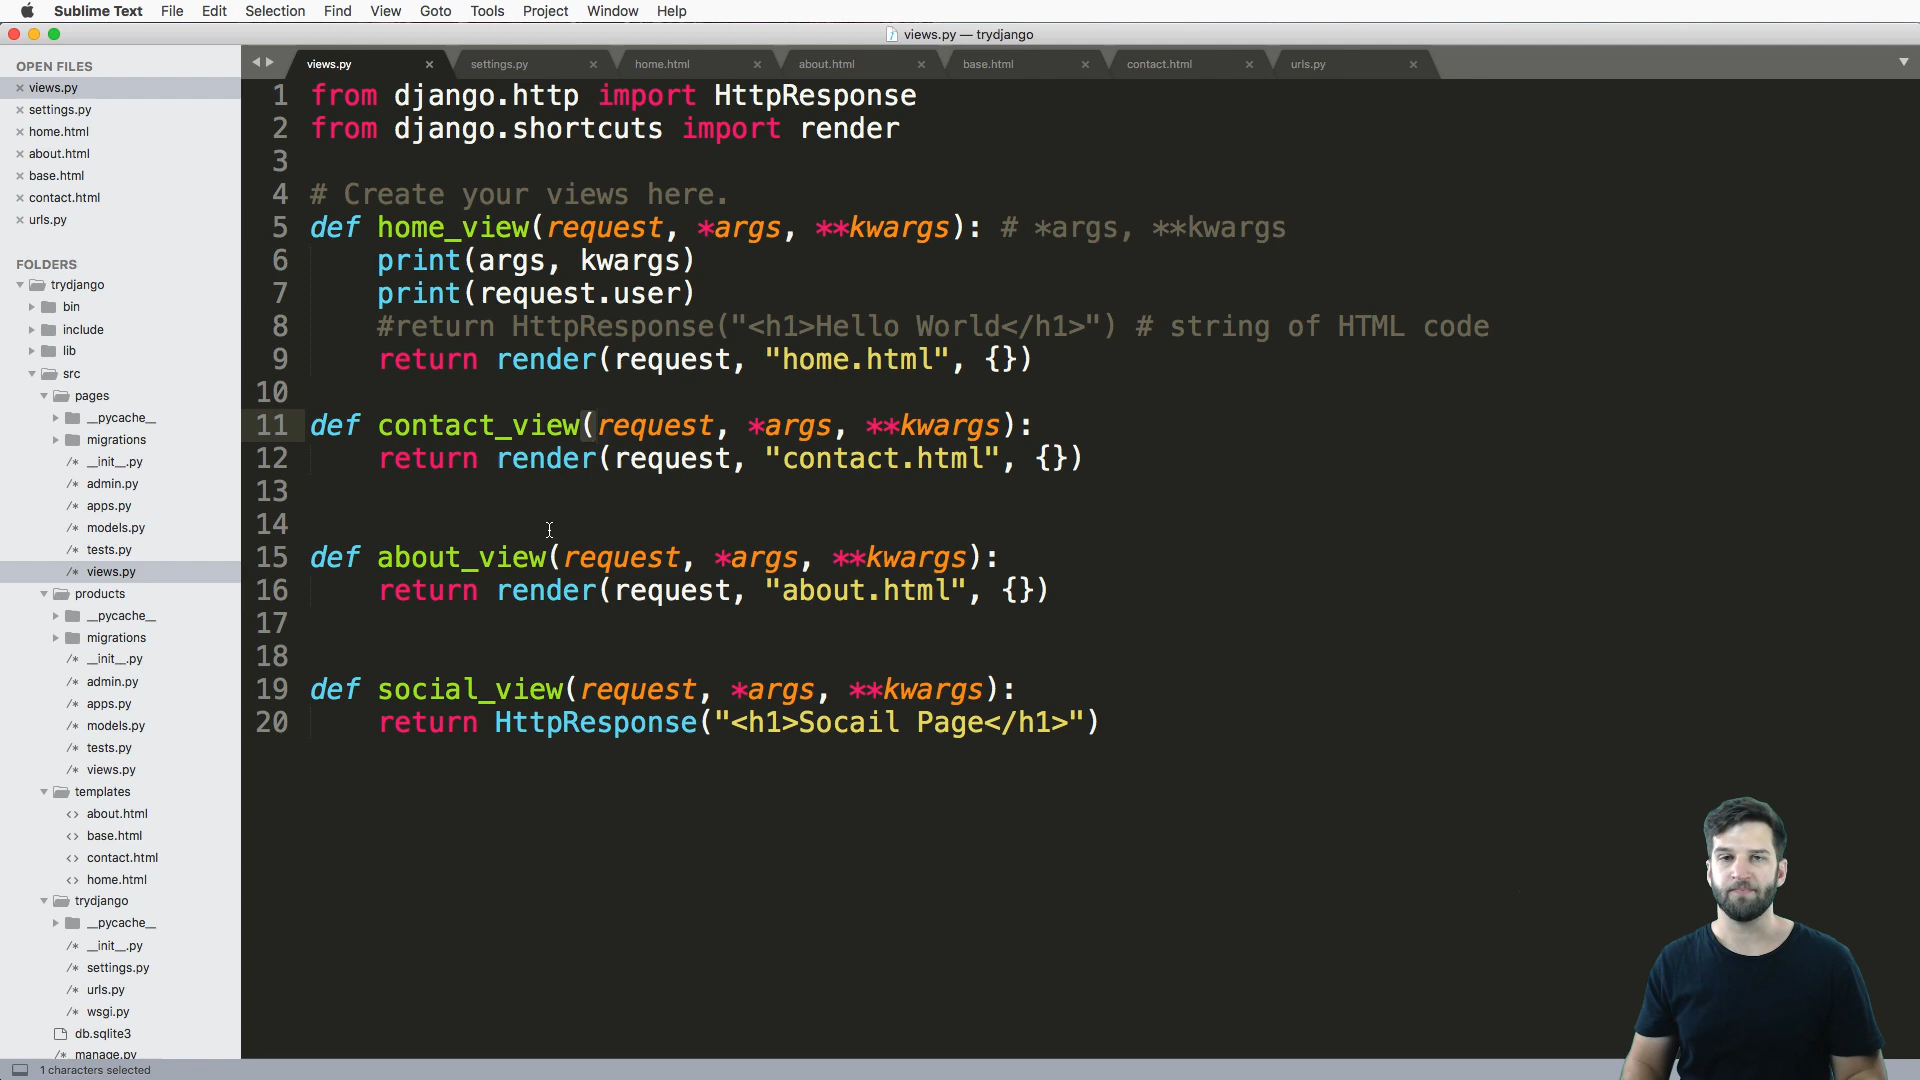 Sublime Text File Edit Selection Find View Goto Tools Project Window Help
views.py — trydjango
OPEN FILES
views.py
settings.py
home.html
about.html
base.html
contact.html
urls.py
FOLDERS
trydjango
bin
include
lib
src
pages
__pycache__
migrations
__init__.py
admin.py
apps.py
models.py
tests.py
views.py
products
__pycache__
migrations
__init__.py
admin.py
apps.py
models.py
tests.py
views.py
templates
about.html
base.html
contact.html
home.html
trydjango
__pycache__
__init__.py
settings.py
urls.py
wsgi.py
db.sqlite3
manage.py
views.py settings.py home.html about.html base.html contact.html urls.py
1 from django.http import HttpResponse
2 from django.shortcuts import render
3
4 # Create your views here.
5 def home_view(request, *args, **kwargs): # *args, **kwargs
6 print(args, kwargs)
7 print(request.user)
8 #return HttpResponse("<h1>Hello World</h1>") # string of HTML code
9 return render(request, "home.html", {})
10
11 def contact_view(request, *args, **kwargs):
12 return render(request, "contact.html", {})
13
14
15 def about_view(request, *args, **kwargs):
16 return render(request, "about.html", {})
17
18
19 def social_view(request, *args, **kwargs):
20 return HttpResponse("<h1>Socail Page</h1>")
1 characters selected